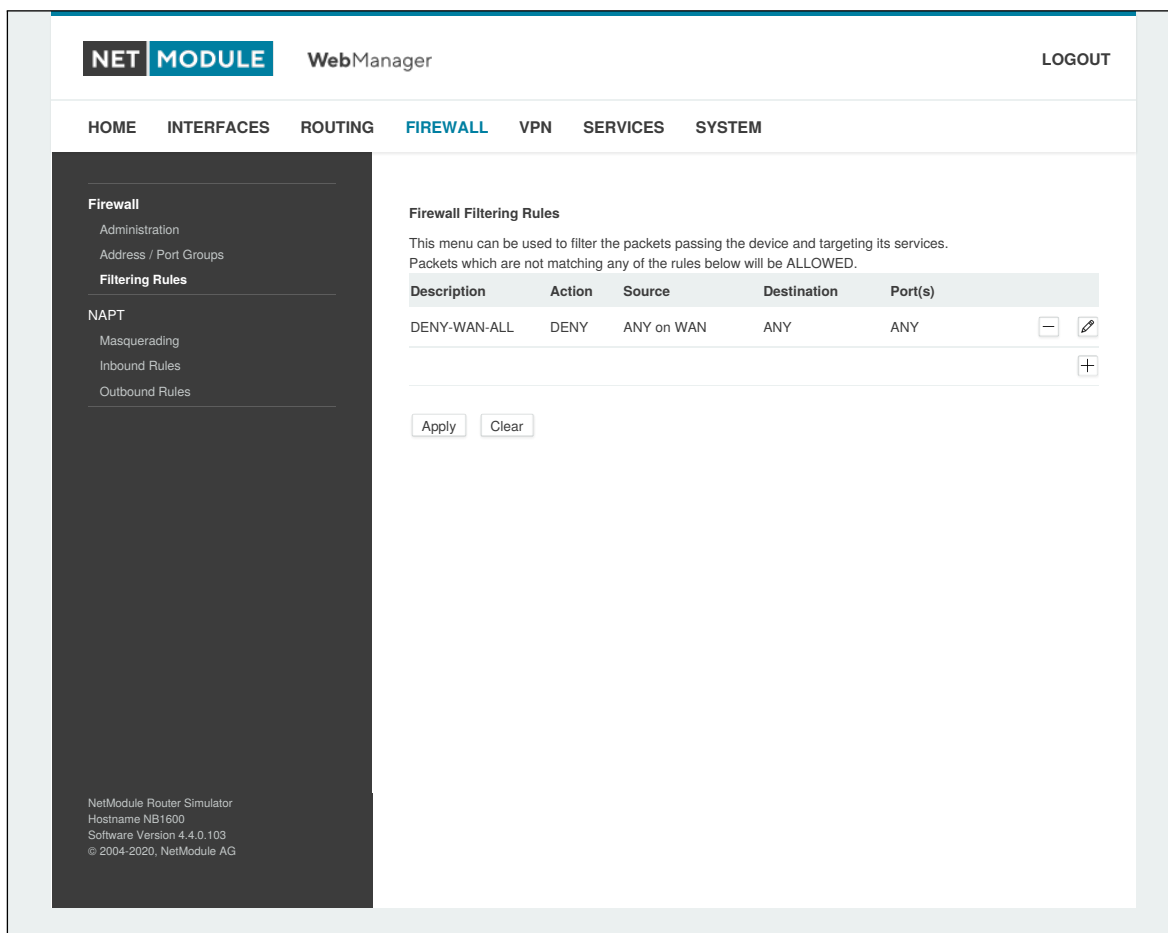 NET MODULE WebManager LOGOUT
HOME INTERFACES ROUTING FIREWALL VPN SERVICES SYSTEM
Firewall
Administration
Address / Port Groups
Filtering Rules
NAPT
Masquerading
Inbound Rules
Outbound Rules
NetModule Router Simulator
Hostname NB1600
Software Version 4.4.0.103
© 2004-2020, NetModule AG
Firewall Filtering Rules
This menu can be used to filter the packets passing the device and targeting its services.
Packets which are not matching any of the rules below will be ALLOWED.
Description Action Source Destination Port(s)
DENY-WAN-ALL DENY ANY on WAN ANY ANY
Apply Clear